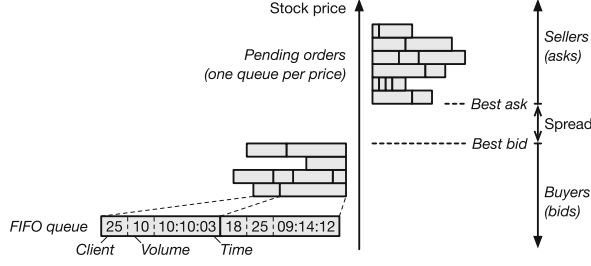 Stock price
Pending orders
(one queue per price)
Sellers
(asks)
Best ask
Spread
Best bid
Buyers
(bids)
FIFO queue
25 10 10:10:03 18 25 09:14:12
Client Volume Time